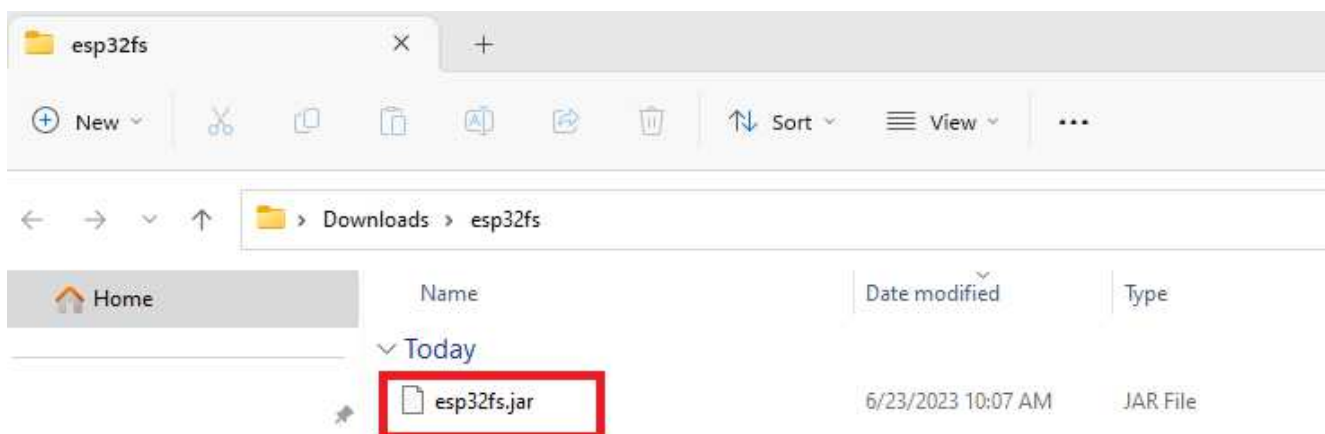 esp32fs
New Sort View
Downloads > esp32fs
Home Name Date modified Type
Today
esp32fs.jar 6/23/2023 10:07 AM JAR File